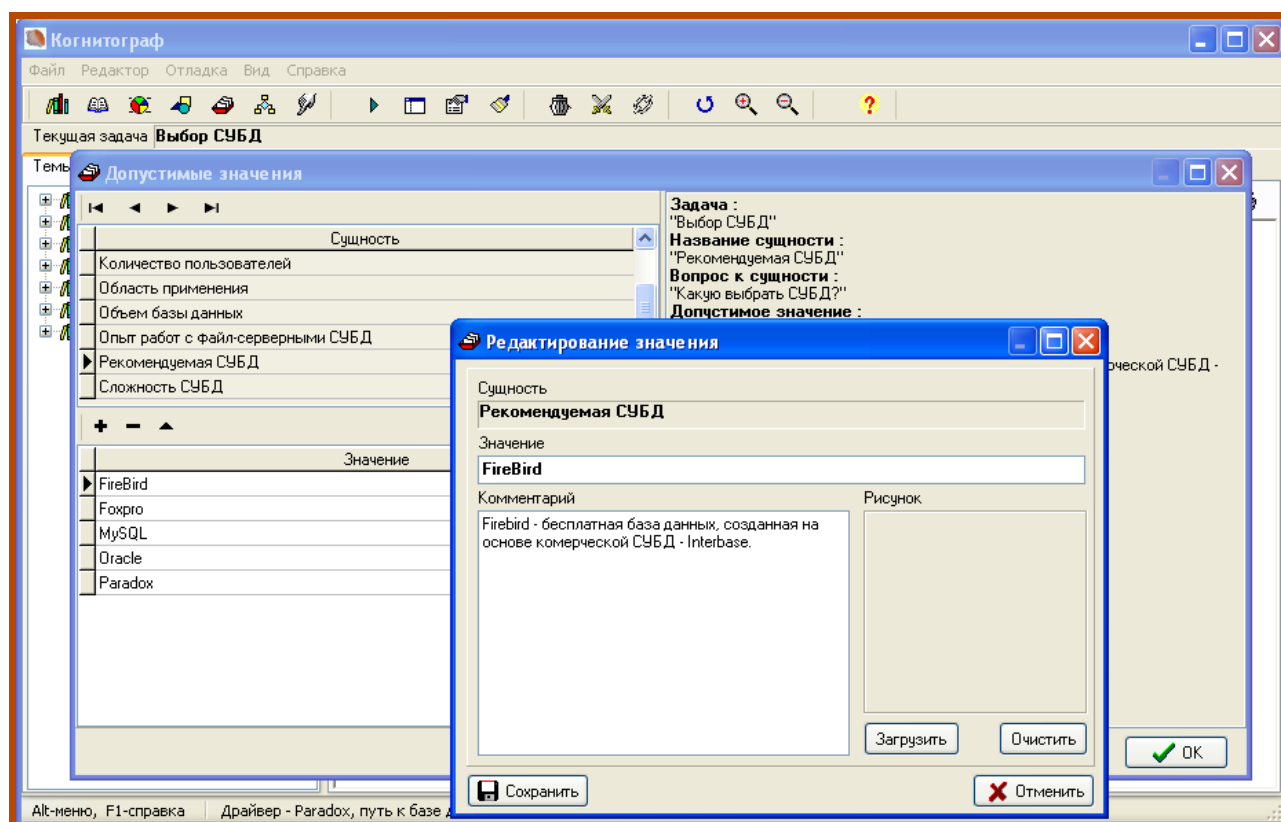 Когнитограф
Файл Редактор Отладка Вид Справка
Текущая задача Выбор СУБД
Темы
Допустимые значения
Сущность
Количество пользователей
Область применения
Объем базы данных
Опыт работ с файл-серверными СУБД
Рекомендуемая СУБД
Сложность СУБД
Значение
FireBird
Foxpro
MySQL
Oracle
Paradox
Задача :
"Выбор СУБД"
Название сущности :
"Рекомендуемая СУБД"
Вопрос к сущности :
"Какую выбрать СУБД?"
Допустимое значение :
СУБД -
OK
Редактирование значения
Сущность
Рекомендуемая СУБД
Значение
FireBird
Комментарий
Рисунок
Firebird - бесплатная база данных, созданная на
основе комерческой СУБД - Interbase.
Загрузить
Очистить
Сохранить
Отменить
Alt-меню, F1-справка
Драйвер - Paradox, путь к базе